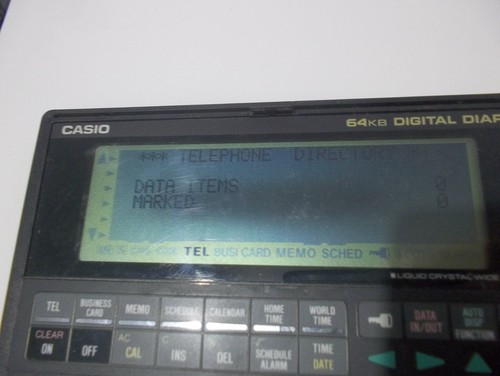 CASIO
64KB DIGITAL DIAR
*** TELEPHONE DIRECTORY
DATA ITEMS 0
MARKED 0
TEL BUSI CARD MEMO SCHED
LIQUID CRYSTAL-WIDE
TEL BUSINESS CARD MEMO SCHEDULE CALENDAR HOME TIME WORLD TIME DATA IN/OUT AUTO DISP FUNCTION
CLEAR ON OFF AC CAL C INS DEL SCHEDULE ALARM TIME DATE